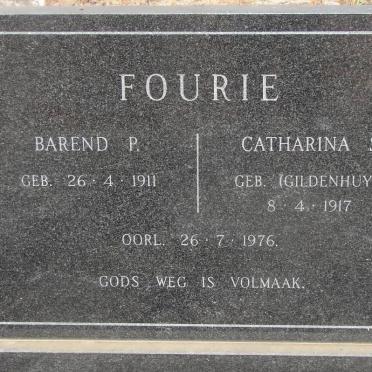 FOURIE
BAREND P. CATHARINA
GEB. 26·4·1911 GEB. (GILDENHUY
8·4·1917
OORL. 26·7·1976.
GODS WEG IS VOLMAAK.